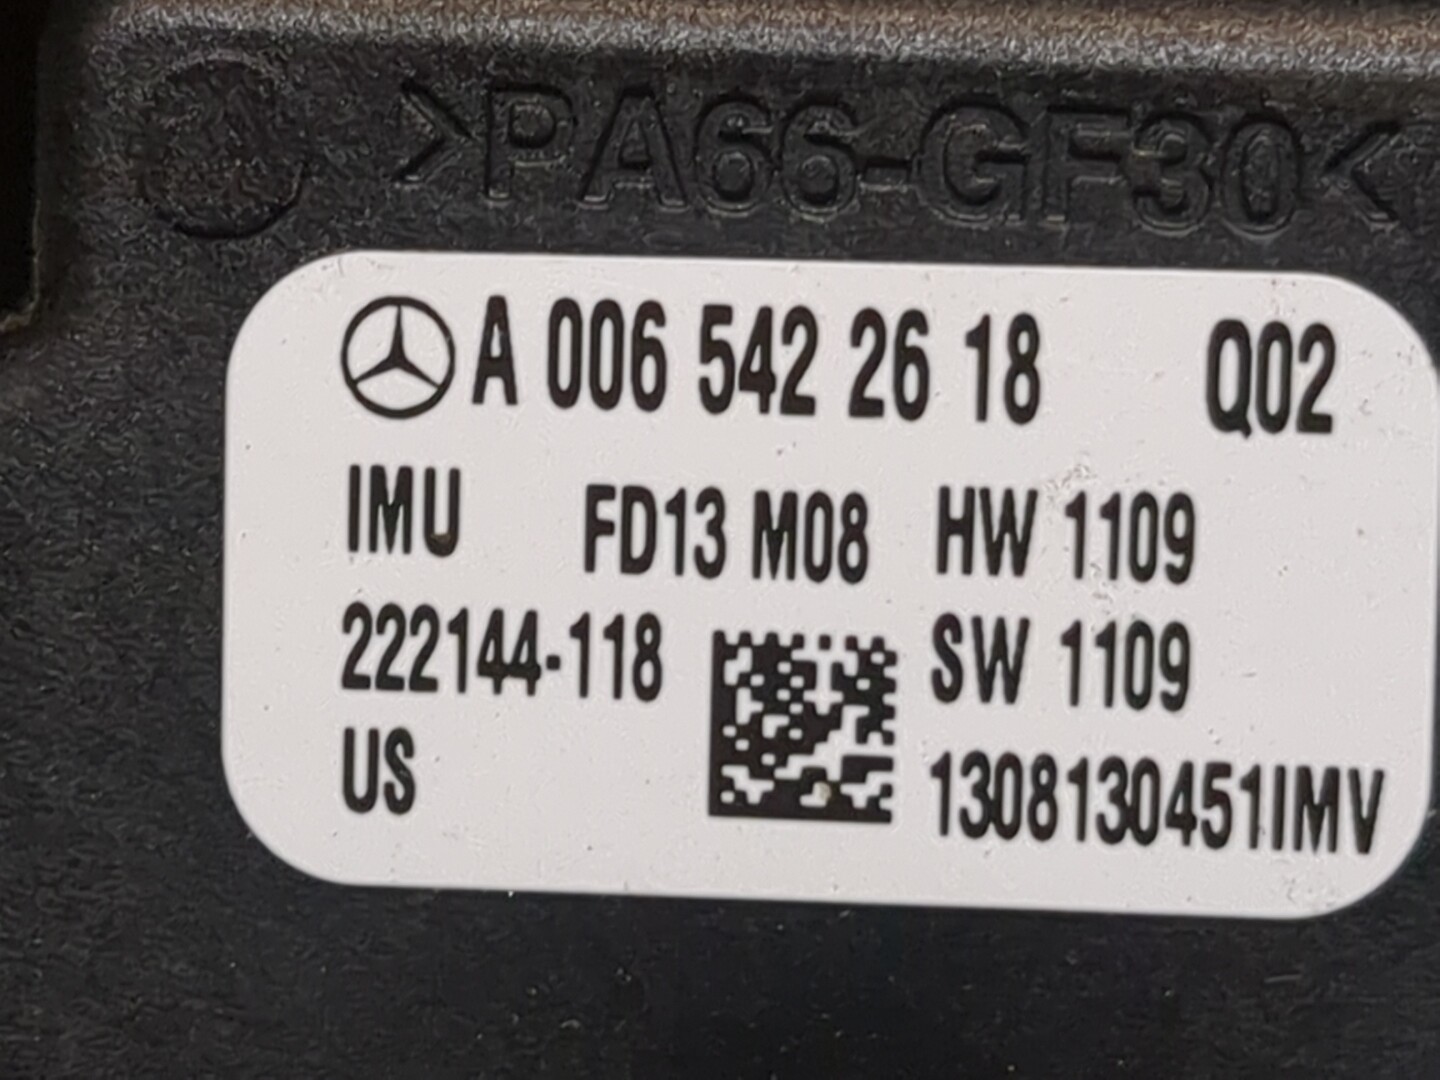 >PA66-GF30<
A 006 542 26 18 Q02
IMU FD13 M08 HW 1109
222144-118 SW 1109
US 1308130451IMV